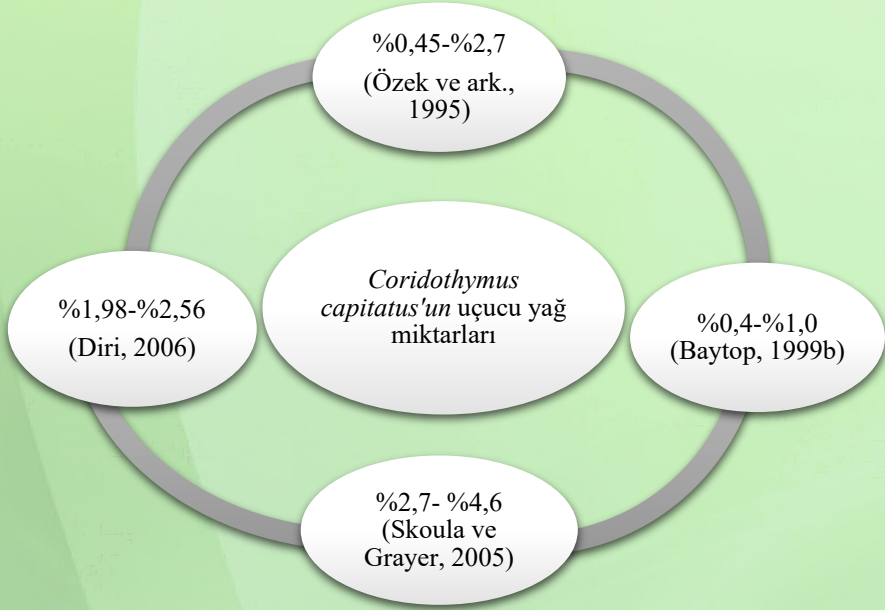 %0,45-%2,7
(Özek ve ark.,
1995)
%1,98-%2,56
(Diri, 2006)
Coridothymus
capitatus'un uçucu yağ
miktarları
%0,4-%1,0
(Baytop, 1999b)
%2,7- %4,6
(Skoula ve
Grayer, 2005)